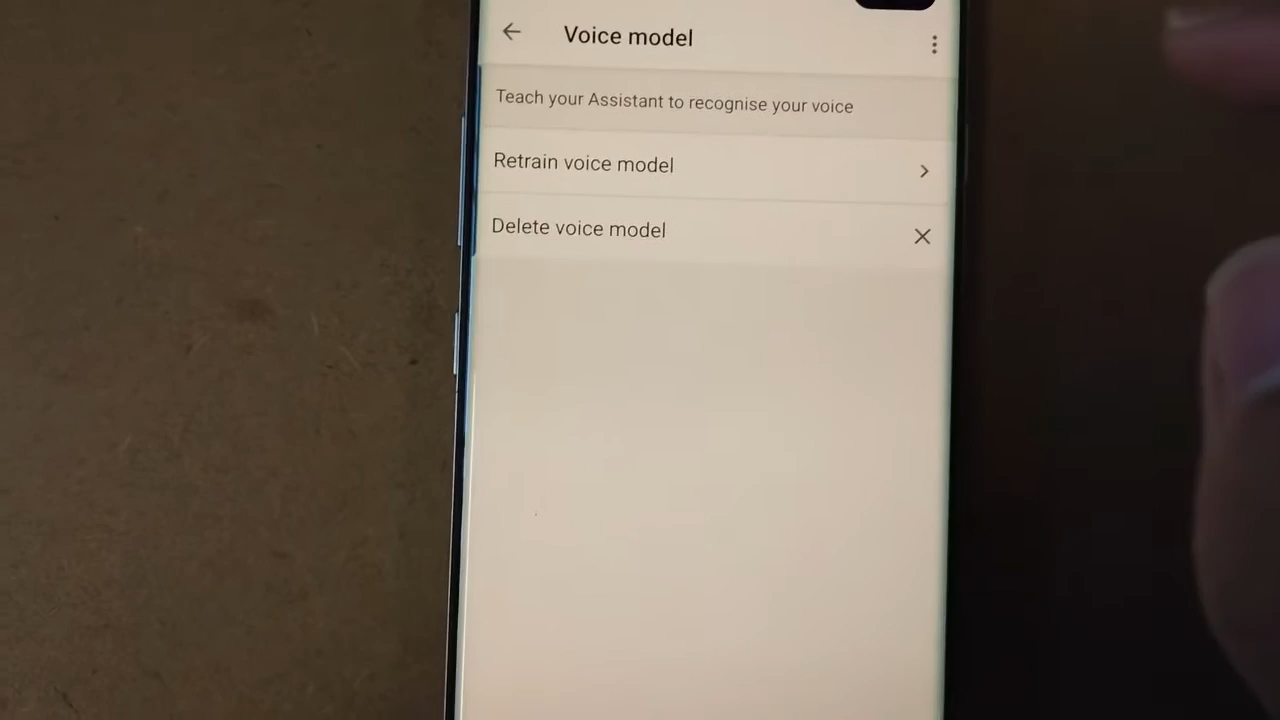 Voice model
Teach your Assistant to recognise your voice
Retrain voice model
Delete voice model